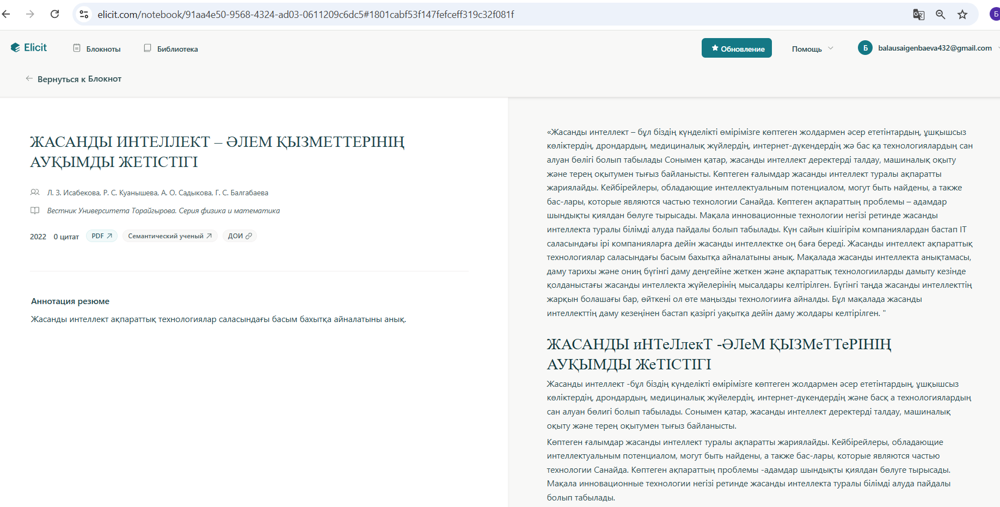 elicit.com/notebook/91aa4e50-9568-4324-ad03-0611209c6dc5#1801cabf53f147fefceff319c32f081f
Б
Elicit
Блокноты
Библиотека
Обновление
Помощь
Б
balausaigenbaeva432@gmail.com
Вернуться к Блокнот
ЖАСАНДЫ ИНТЕЛЛЕКТ – ӘЛЕМ ҚЫЗМЕТТЕРІНІҢ
АУҚЫМДЫ ЖЕТІСТІГІ
Л. З. Исабекова, Р. С. Куанышева, А. О. Садыкова, Г. С. Балгабаева
Вестник Университета Торайгырова. Серия физика и математика
2022 0 цитат PDF Семантический ученый ДОИ
Аннотация резюме
Жасанды интеллект ақпараттық технологиялар саласындағы басым бахытқа айналатыны анық.
«Жасанды интеллект – бұл біздің күнделікті өмірімізге көптеген жолдармен әсер ететінтардың, ұшқышсыз
көліктердің, дрондардың, медициналық жүйлердің, интернет-дүкендердің жә бас қа технологиялардың сан
алуан бөлігі болып табылады Сонымен қатар, жасанды интеллект деректерді талдау, машиналық оқыту
және терең оқытумен тығыз байланысты. Көптеген ғалымдар жасанды интеллект туралы ақпаратты
жариялайды. Кейбірейлеры, обладающие интеллектуальным потенциалом, могут быть найдены, а также
бас-лары, которые являются частью технологии Санайда. Көптеген ақпараттың проблемы – адамдар
шындықты қиялдан бөлуге тырысады. Мақала инновационные технологии негізі ретинде жасанды
интеллекта туралы білімді алуда пайдалы болып табылады. Күн сайын кішігірім компаниялардан бастап IT
саласындағы ірі компанияларға дейін жасанды интеллектке оң баға береді. Жасанды интеллект ақпараттық
технологиялар саласындағы басым бахытқа айналатыны анық. Мақалада жасанды интеллекта анықтамасы,
даму тарихы және ониң бүгінгі даму деңгейіне жеткен және ақпараттық технологииларды дамыту кезінде
қолданыстағы жасанды интеллекта жүйелерінің мысалдары келтірілген. Бүгінгі таңда жасанды интеллекттің
жарқын болашағы бар, өйткені ол өте маңызды технологииға айналды. Бұл мақалада жасанды
интеллекттің даму кезеңінен бастап қазіргі уақытқа дейін даму жолдары келтірілген. "
ЖАСАНДЫ иНТеЛлекТ -ӘЛеМ ҚЫЗМеТТеРІНІҢ
АУҚЫМДЫ ЖеТІСТІГІ
Жасанды интеллект -бұл біздің күнделікті өмірімізге көптеген жолдармен әсер ететінтардың, ұшқышсыз
көліктердің, дрондардың, медициналық жүйелердің, интернет-дүкендердің және басқ а технологиялардың
сан алуан бөлигі болып табылады. Сонымен қатар, жасанды интеллект деректерді талдау, машиналық
оқыту және терең оқытумен тығыз байланысты.
Көптеген ғалымдар жасанды интеллект туралы ақпаратты жариялайды. Кейбірейлеры, обладающие
интеллектуальным потенциалом, могут быть найдены, а также бас-лары, которые являются частью
технологии Санайда. Көптеген ақпараттың проблемы -адамдар шындықты қиялдан бөлуге тырысады.
Мақала инновационные технологии негізі ретинде жасанды интеллекта туралы білімді алуда пайдалы
болып табылады.